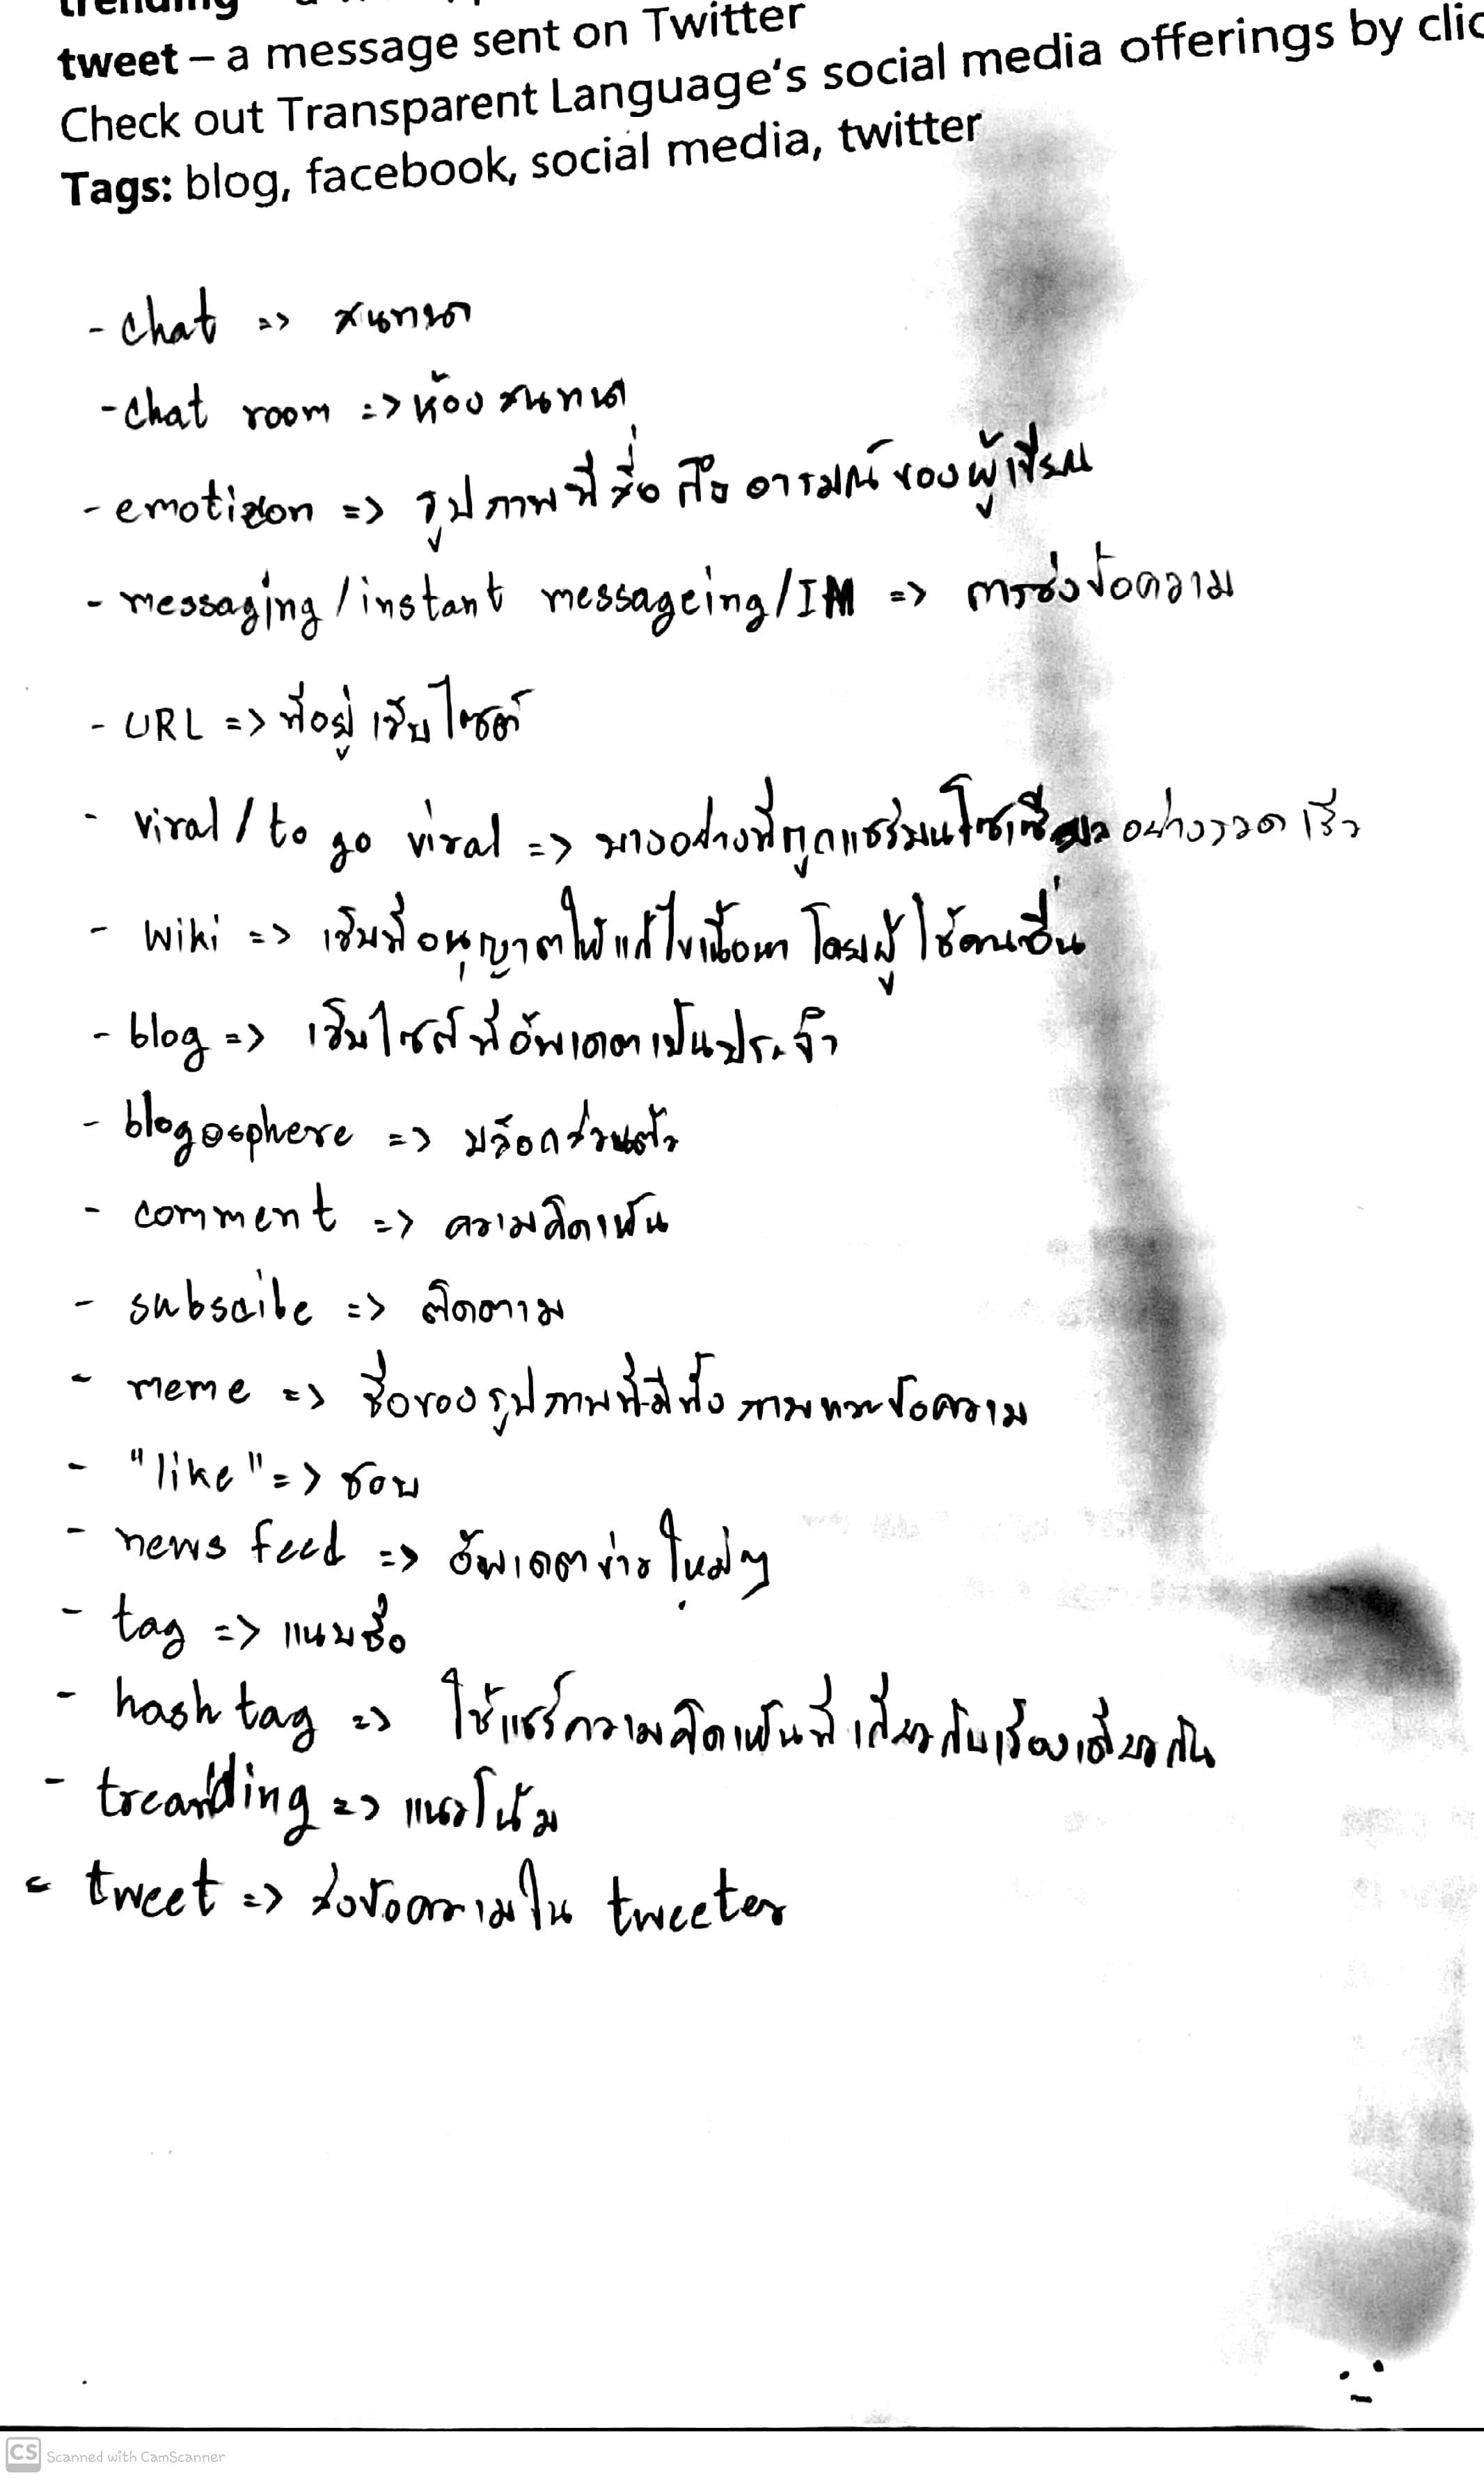 trending – a
tweet – a message sent on Twitter
Check out Transparent Language's social media offerings by clic
Tags: blog, facebook, social media, twitter
- chat => สนทนา
- chat room => ห้องสนทนา
- emoticon => รูปภาพที่สื่อถึงอารมณ์ของผู้เขียน
- messaging / instant messageing / IM => การส่งข้อความ
- URL => ที่อยู่เว็บไซต์
- viral / to go viral => บางอย่างที่ถูกแชร์บนโซเชียลอย่างรวดเร็ว
- wiki => เว็บที่อนุญาตให้แก้ไขเนื้อหาโดยผู้ใช้คนอื่น
- blog => เว็บไซต์ที่อัพเดตเป็นประจำ
- blogosphere => บล็อกส่วนตัว
- comment => ความคิดเห็น
- subscibe => ติดตาม
- meme => ชื่อของรูปภาพที่มีทั้งภาพและข้อความ
- "like" => ชอบ
- news feed => อัพเดตข่าวใหม่ๆ
- tag => แนบชื่อ
- hash tag => ใช้แชร์ความคิดเห็นที่เกี่ยวกับเรื่องเดียวกัน
- => แนวโน้ม
- tweet => ส่งข้อความใน tweeter
CS Scanned with CamScanner